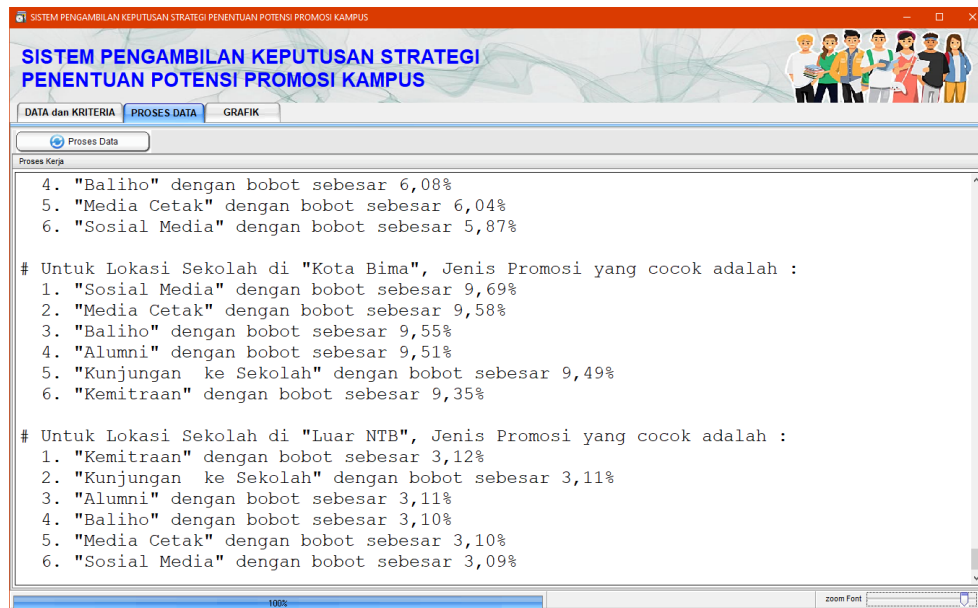 SISTEM PENGAMBILAN KEPUTUSAN STRATEGI PENENTUAN POTENSI PROMOSI KAMPUS
SISTEM PENGAMBILAN KEPUTUSAN STRATEGI
PENENTUAN POTENSI PROMOSI KAMPUS
DATA dan KRITERIA PROSES DATA GRAFIK
Proses Data
Proses Kerja
4. "Baliho" dengan bobot sebesar 6,08%
5. "Media Cetak" dengan bobot sebesar 6,04%
6. "Sosial Media" dengan bobot sebesar 5,87%
# Untuk Lokasi Sekolah di "Kota Bima", Jenis Promosi yang cocok adalah :
1. "Sosial Media" dengan bobot sebesar 9,69%
2. "Media Cetak" dengan bobot sebesar 9,58%
3. "Baliho" dengan bobot sebesar 9,55%
4. "Alumni" dengan bobot sebesar 9,51%
5. "Kunjungan  ke Sekolah" dengan bobot sebesar 9,49%
6. "Kemitraan" dengan bobot sebesar 9,35%
# Untuk Lokasi Sekolah di "Luar NTB", Jenis Promosi yang cocok adalah :
1. "Kemitraan" dengan bobot sebesar 3,12%
2. "Kunjungan  ke Sekolah" dengan bobot sebesar 3,11%
3. "Alumni" dengan bobot sebesar 3,11%
4. "Baliho" dengan bobot sebesar 3,10%
5. "Media Cetak" dengan bobot sebesar 3,10%
6. "Sosial Media" dengan bobot sebesar 3,09%
100% zoom Font